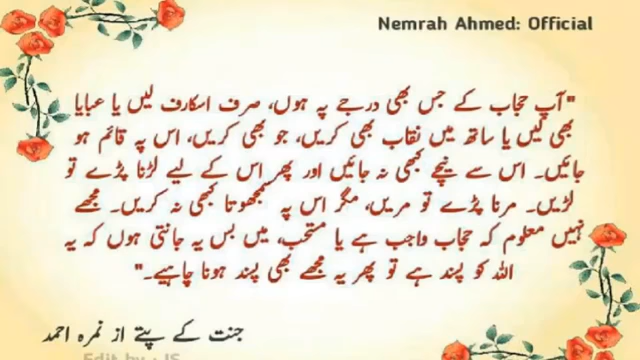 Nemrah Ahmed: Official
"آپ حجاب کے جس بھی درجے پہ ہوں، صرف اسکارف لیں یا عبایا
بھی لیں یا ساتھ میں نقاب بھی کریں، جو بھی کریں، اس پہ قائم ہو
جائیں۔ اس سے نیچے کبھی نہ جائیں اور پھر اس کے لیے لڑنا پڑے تو
لڑیں۔ مرنا پڑے تو مریں، مگر اس پہ سمجھوتا کبھی نہ کریں۔ مجھے
نہیں معلوم کہ حجاب واجب ہے یا مستحب، میں بس یہ جانتی ہوں کہ یہ
اللہ کو پسند ہے تو پھر یہ مجھے بھی پسند ہونا چاہیے۔"
جنت کے پتے از نمرہ احمد
Edit by : JS